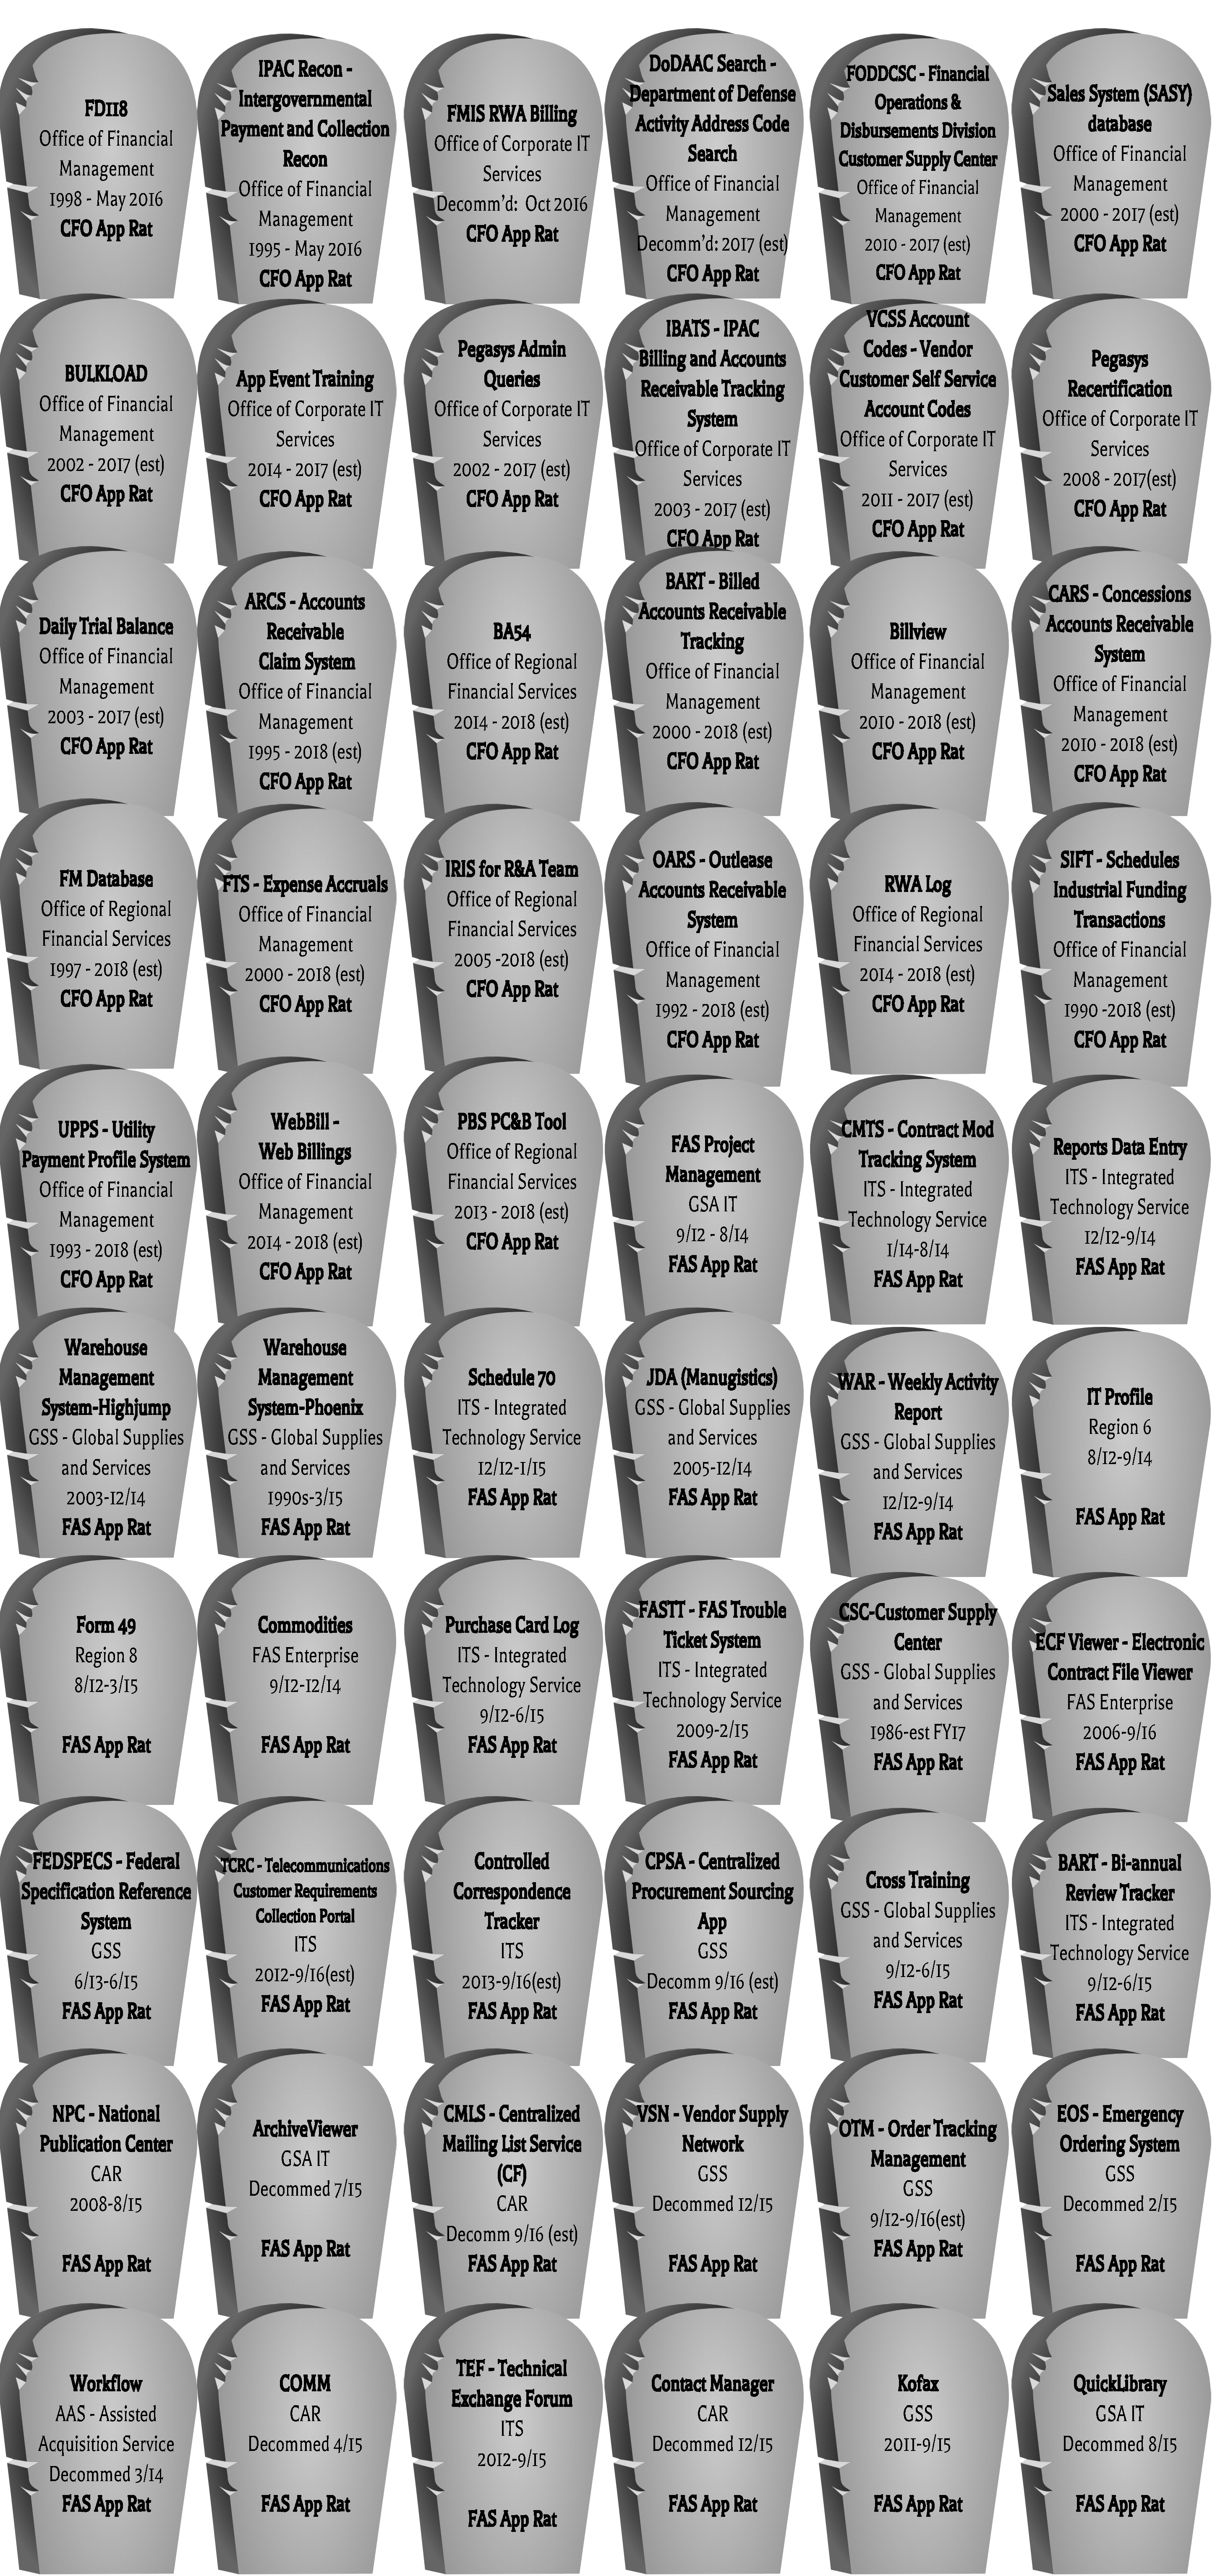 FD118
Office of Financial
Management
1998 - May 2016
CFO App Rat
IPAC Recon -
Intergovernmental
Payment and Collection
Recon
Office of Financial
Management
1995 - May 2016
CFO App Rat
FMIS RWA Billing
Office of Corporate IT
Services
Decomm'd: Oct 2016
CFO App Rat
DoDAAC Search -
Department of Defense
Activity Address Code
Search
Office of Financial
Management
Decomm'd: 2017 (est)
CFO App Rat
FODDCSC - Financial
Operations &
Disbursements Division
Customer Supply Center
Office of Financial
Management
2010 - 2017 (est)
CFO App Rat
Sales System (SASY)
database
Office of Financial
Management
2000 - 2017 (est)
CFO App Rat
BULKLOAD
Office of Financial
Management
2002 - 2017 (est)
CFO App Rat
App Event Training
Office of Corporate IT
Services
2014 - 2017 (est)
CFO App Rat
Pegasys Admin
Queries
Office of Corporate IT
Services
2002 - 2017 (est)
CFO App Rat
IBATS - IPAC
Billing and Accounts
Receivable Tracking
System
Office of Corporate IT
Services
2003 - 2017 (est)
CFO App Rat
VCSS Account
Codes - Vendor
Customer Self Service
Account Codes
Office of Corporate IT
Services
2011 - 2017 (est)
CFO App Rat
Pegasys
Recertification
Office of Corporate IT
Services
2008 - 2017(est)
CFO App Rat
Daily Trial Balance
Office of Financial
Management
2003 - 2017 (est)
CFO App Rat
ARCS - Accounts
Receivable
Claim System
Office of Financial
Management
1995 - 2018 (est)
CFO App Rat
BA54
Office of Regional
Financial Services
2014 - 2018 (est)
CFO App Rat
BART - Billed
Accounts Receivable
Tracking
Office of Financial
Management
2000 - 2018 (est)
CFO App Rat
Billview
Office of Financial
Management
2010 - 2018 (est)
CFO App Rat
CARS - Concessions
Accounts Receivable
System
Office of Financial
Management
2010 - 2018 (est)
CFO App Rat
FM Database
Office of Regional
Financial Services
1997 - 2018 (est)
CFO App Rat
FTS - Expense Accruals
Office of Financial
Management
2000 - 2018 (est)
CFO App Rat
IRIS for R&A Team
Office of Regional
Financial Services
2005 -2018 (est)
CFO App Rat
OARS - Outlease
Accounts Receivable
System
Office of Financial
Management
1992 - 2018 (est)
CFO App Rat
RWA Log
Office of Regional
Financial Services
2014 - 2018 (est)
CFO App Rat
SIFT - Schedules
Industrial Funding
Transactions
Office of Financial
Management
1990 -2018 (est)
CFO App Rat
UPPS - Utility
Payment Profile System
Office of Financial
Management
1993 - 2018 (est)
CFO App Rat
WebBill -
Web Billings
Office of Financial
Management
2014 - 2018 (est)
CFO App Rat
PBS PC&B Tool
Office of Regional
Financial Services
2013 - 2018 (est)
CFO App Rat
FAS Project
Management
GSA IT
9/12 - 8/14
FAS App Rat
CMTS - Contract Mod
Tracking System
ITS - Integrated
Technology Service
1/14-8/14
FAS App Rat
Reports Data Entry
ITS - Integrated
Technology Service
12/12-9/14
FAS App Rat
Warehouse
Management
System-Highjump
GSS - Global Supplies
and Services
2003-12/14
FAS App Rat
Warehouse
Management
System-Phoenix
GSS - Global Supplies
and Services
1990s-3/15
FAS App Rat
Schedule 70
ITS - Integrated
Technology Service
12/12-1/15
FAS App Rat
JDA (Manugistics)
GSS - Global Supplies
and Services
2005-12/14
FAS App Rat
WAR - Weekly Activity
Report
GSS - Global Supplies
and Services
12/12-9/14
FAS App Rat
IT Profile
Region 6
8/12-9/14
FAS App Rat
Form 49
Region 8
8/12-3/15
FAS App Rat
Commodities
FAS Enterprise
9/12-12/14
FAS App Rat
Purchase Card Log
ITS - Integrated
Technology Service
9/12-6/15
FAS App Rat
FASTT - FAS Trouble
Ticket System
ITS - Integrated
Technology Service
2009-2/15
FAS App Rat
CSC-Customer Supply
Center
GSS - Global Supplies
and Services
1986-est FY17
FAS App Rat
ECF Viewer - Electronic
Contract File Viewer
FAS Enterprise
2006-9/16
FAS App Rat
FEDSPECS - Federal
Specification Reference
System
GSS
6/13-6/15
FAS App Rat
TCRC - Telecommunications
Customer Requirements
Collection Portal
ITS
2012-9/16(est)
FAS App Rat
Controlled
Correspondence
Tracker
ITS
2013-9/16(est)
FAS App Rat
CPSA - Centralized
Procurement Sourcing
App
GSS
Decomm 9/16 (est)
FAS App Rat
Cross Training
GSS - Global Supplies
and Services
9/12-6/15
FAS App Rat
BART - Bi-annual
Review Tracker
ITS - Integrated
Technology Service
9/12-6/15
FAS App Rat
NPC - National
Publication Center
CAR
2008-8/15
FAS App Rat
ArchiveViewer
GSA IT
Decommed 7/15
FAS App Rat
CMLS - Centralized
Mailing List Service
(CF)
CAR
Decomm 9/16 (est)
FAS App Rat
VSN - Vendor Supply
Network
GSS
Decommed 12/15
FAS App Rat
OTM - Order Tracking
Management
GSS
9/12-9/16(est)
FAS App Rat
EOS - Emergency
Ordering System
GSS
Decommed 2/15
FAS App Rat
Workflow
AAS - Assisted
Acquisition Service
Decommed 3/14
FAS App Rat
COMM
CAR
Decommed 4/15
FAS App Rat
TEF - Technical
Exchange Forum
ITS
2012-9/15
FAS App Rat
Contact Manager
CAR
Decommed 12/15
FAS App Rat
Kofax
GSS
2011-9/15
FAS App Rat
QuickLibrary
GSA IT
Decommed 8/15
FAS App Rat